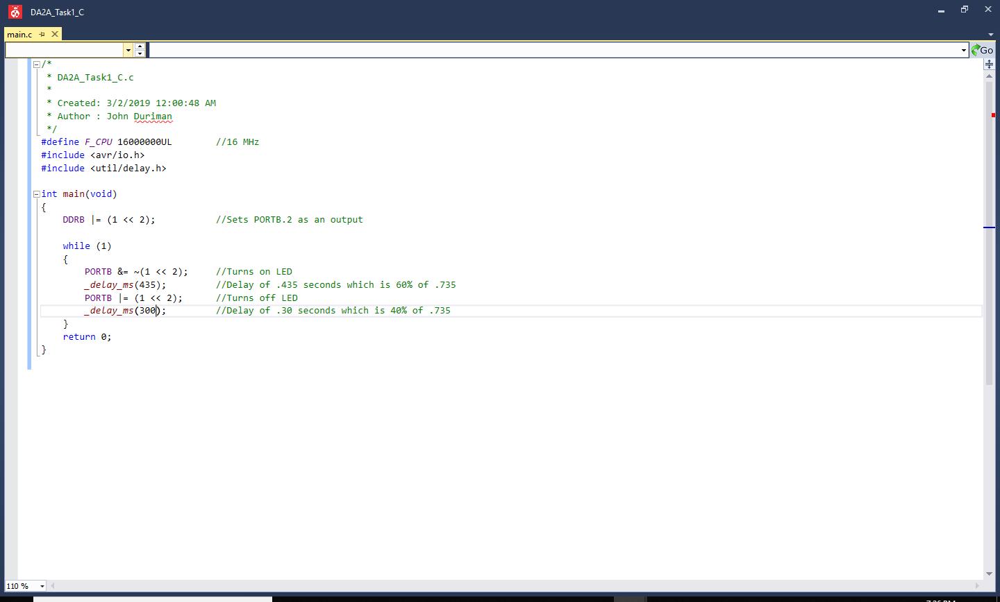 DA2A_Task1_C
main.c
Go
/*
 * DA2A_Task1_C.c
 *
 * Created: 3/2/2019 12:00:48 AM
 * Author : John Duriman
 */
#define F_CPU 16000000UL        //16 MHz
#include <avr/io.h>
#include <util/delay.h>
int main(void)
{
    DDRB |= (1 << 2);           //Sets PORTB.2 as an output
    while (1)
    {
        PORTB &= ~(1 << 2);     //Turns on LED
        _delay_ms(435);         //Delay of .435 seconds which is 60% of .735
        PORTB |= (1 << 2);      //Turns off LED
        _delay_ms(300);         //Delay of .30 seconds which is 40% of .735
    }
    return 0;
}
110 %